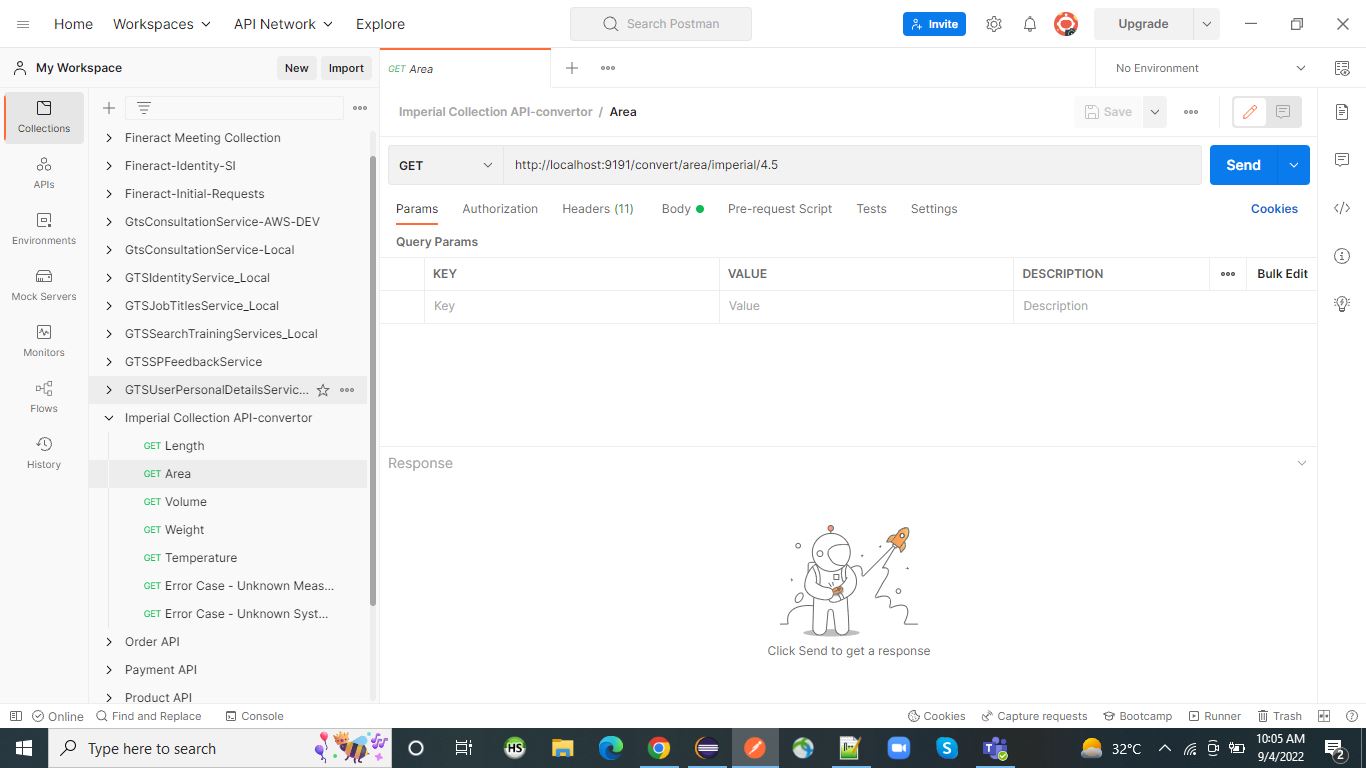 Home Workspaces API Network Explore Search Postman Invite Upgrade
My Workspace New Import GET Area No Environment
Imperial Collection API-convertor / Area Save
Collections
APIs
Environments
Mock Servers
Monitors
Flows
History
Fineract Meeting Collection
Fineract-Identity-SI
Fineract-Initial-Requests
GtsConsultationService-AWS-DEV
GtsConsultationService-Local
GTSIdentityService_Local
GTSJobTitlesService_Local
GTSSearchTrainingServices_Local
GTSSPFeedbackService
GTSUserPersonalDetailsServic...
Imperial Collection API-convertor
GET Length
GET Area
GET Volume
GET Weight
GET Temperature
GET Error Case - Unknown Meas...
GET Error Case - Unknown Syst...
Order API
Payment API
Product API
GET http://localhost:9191/convert/area/imperial/4.5 Send
Params Authorization Headers (11) Body Pre-request Script Tests Settings Cookies
Query Params
KEY VALUE DESCRIPTION Bulk Edit
Key Value Description
Response
Click Send to get a response
Online Find and Replace Console Cookies Capture requests Bootcamp Runner Trash
Type here to search HS 32°C 10:05 AM
9/4/2022 2